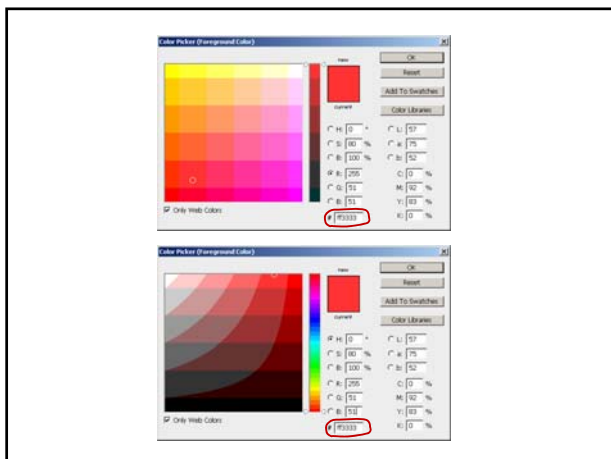 Color Picker (Foreground Color)
new
current
OK
Reset
Add To Swatches
Color Libraries
H: 0 °
S: 80 %
B: 100 %
R: 255
G: 51
B: 51
# ff3333
L: 57
a: 75
b: 52
C: 0 %
M: 92 %
Y: 83 %
K: 0 %
Only Web Colors
Color Picker (Foreground Color)
new
current
OK
Reset
Add To Swatches
Color Libraries
H: 0 °
S: 80 %
B: 100 %
R: 255
G: 51
B: 51
# ff3333
L: 57
a: 75
b: 52
C: 0 %
M: 92 %
Y: 83 %
K: 0 %
Only Web Colors